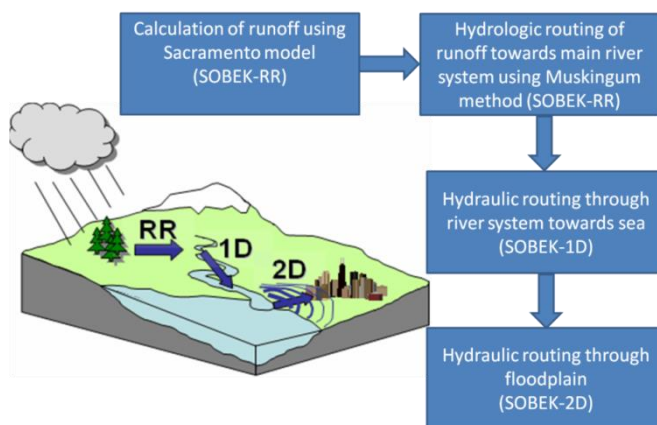 Calculation of runoff using
Sacramento model
(SOBEK-RR)
Hydrologic routing of
runoff towards main river
system using Muskingum
method (SOBEK-RR)
Hydraulic routing through
river system towards sea
(SOBEK-1D)
Hydraulic routing through
floodplain
(SOBEK-2D)
RR
1D
2D